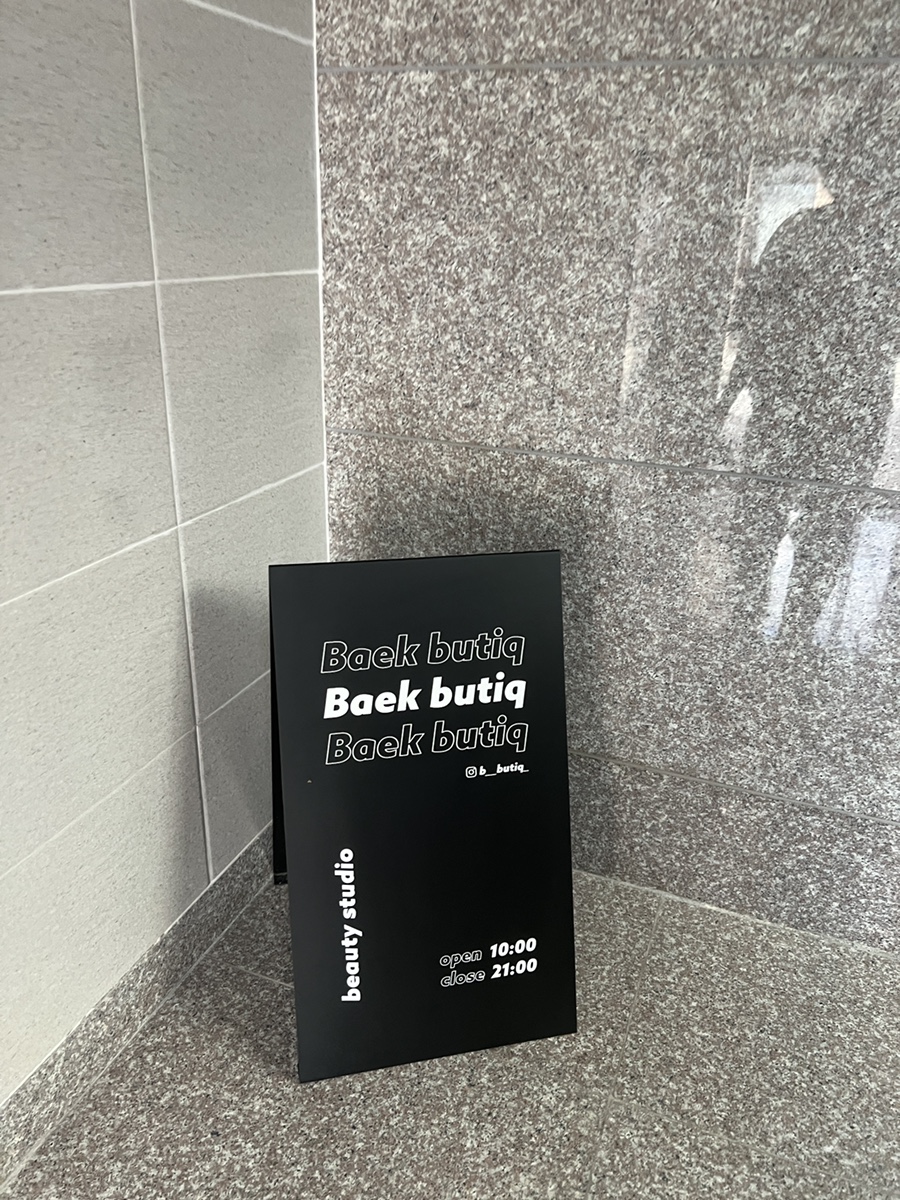 Baek butiq
Baek butiq
Baek butiq
b__butiq_
beauty studio
open 10:00
close 21:00